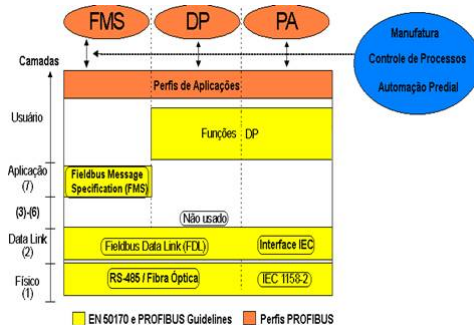 FMS DP PA
Manufatura
Controle de Processos
Automação Predial
Camadas
Perfis de Aplicações
Usuário
Funções DP
Aplicação
(7)
Fieldbus Message
Specification (FMS)
(3)-(6)
Não usado
Data Link
(2)
Fieldbus Data Link (FDL)
Interface IEC
Físico
(1)
RS-485 / Fibra Óptica
IEC 1158-2
EN 50170 e PROFIBUS Guidelines
Perfis PROFIBUS